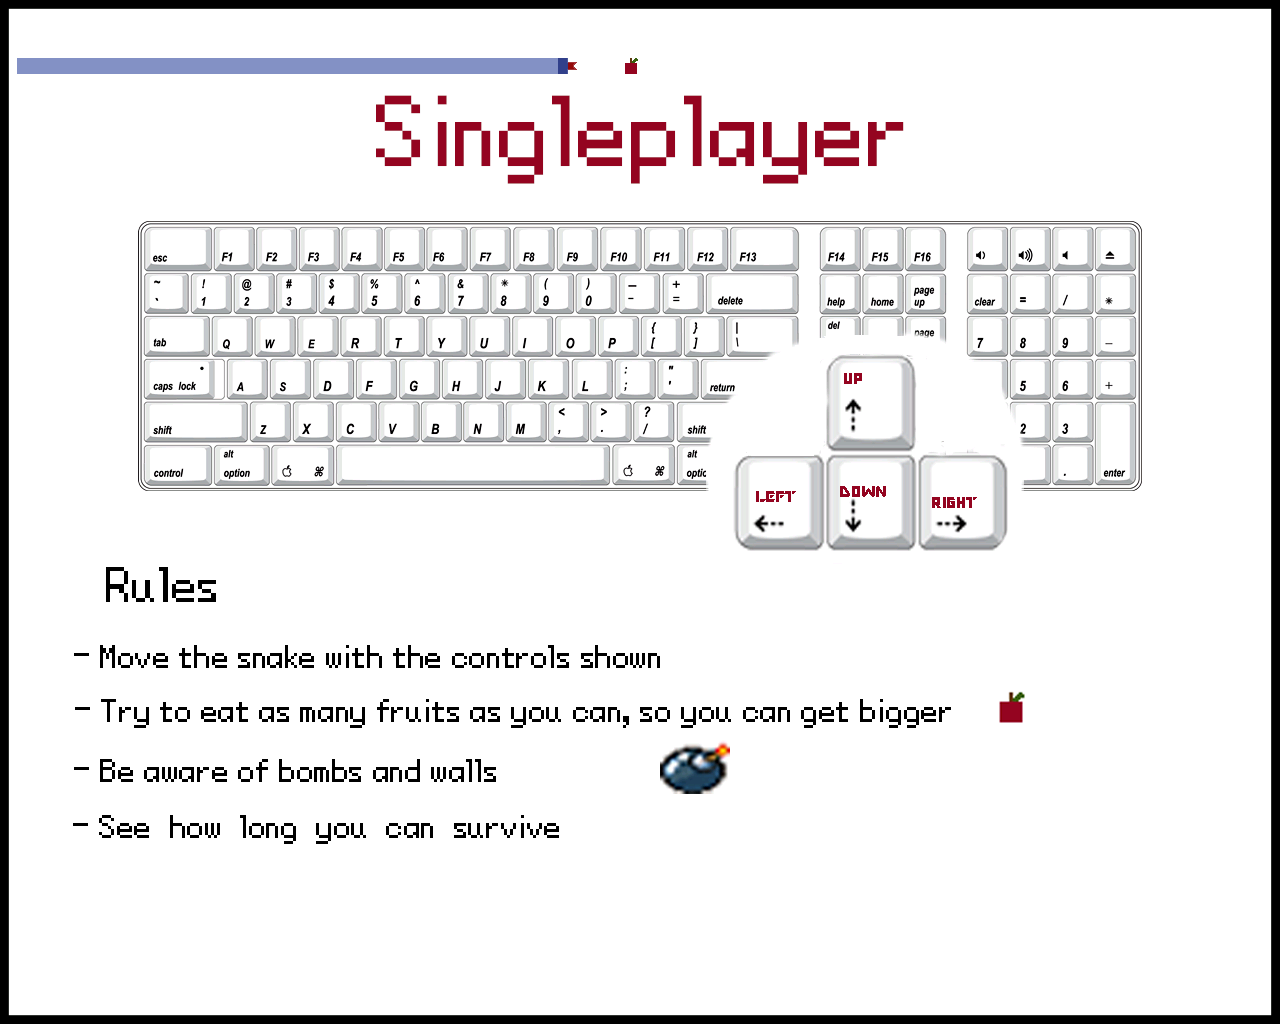 Singleplayer
esc F1 F2 F3 F4 F5 F6 F7 F8 F9 F10 F11 F12 F13 F14 F15 F16
~ ! @ # $ % ^ & * ( ) — + page
` 1 2 3 4 5 6 7 8 9 0 – = delete help home up clear = / *
{ } | del page
tab Q W E R T Y U I O P [ ] \ 7 8 9 –
: "
caps lock A S D F G H J K L ; ' return 5 6 +
UP
< > ?
shift Z X C V B N M , . / shift 2 3
alt alt
control option ⌘ ⌘ . enter
LEFT DOWN RIGHT
Rules
- Move the snake with the controls shown
- Try to eat as many fruits as you can, so you can get bigger
- Be aware of bombs and walls
- See how long you can survive